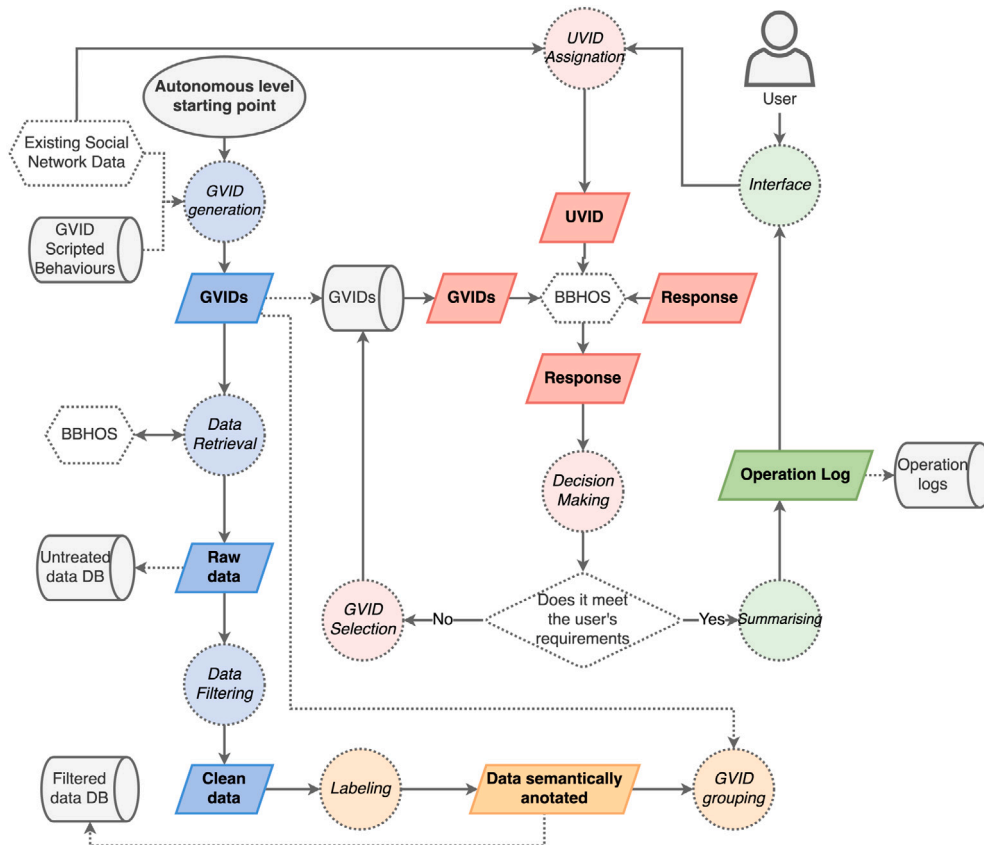 UVID
Assignation
Autonomous level
starting point
User
Existing Social
Network Data
GVID
generation
Interface
GVID
Scripted
Behaviours
UVID
GVIDs
GVIDs
GVIDs
BBHOS
Response
Response
BBHOS
Data
Retrieval
Decision
Making
Operation Log
Operation
logs
Untreated
data DB
Raw
data
GVID
Selection
No
Does it meet
the user's
requirements
Yes
Summarising
Data
Filtering
Filtered
data DB
Clean
data
Labeling
Data semantically
anotated
GVID
grouping